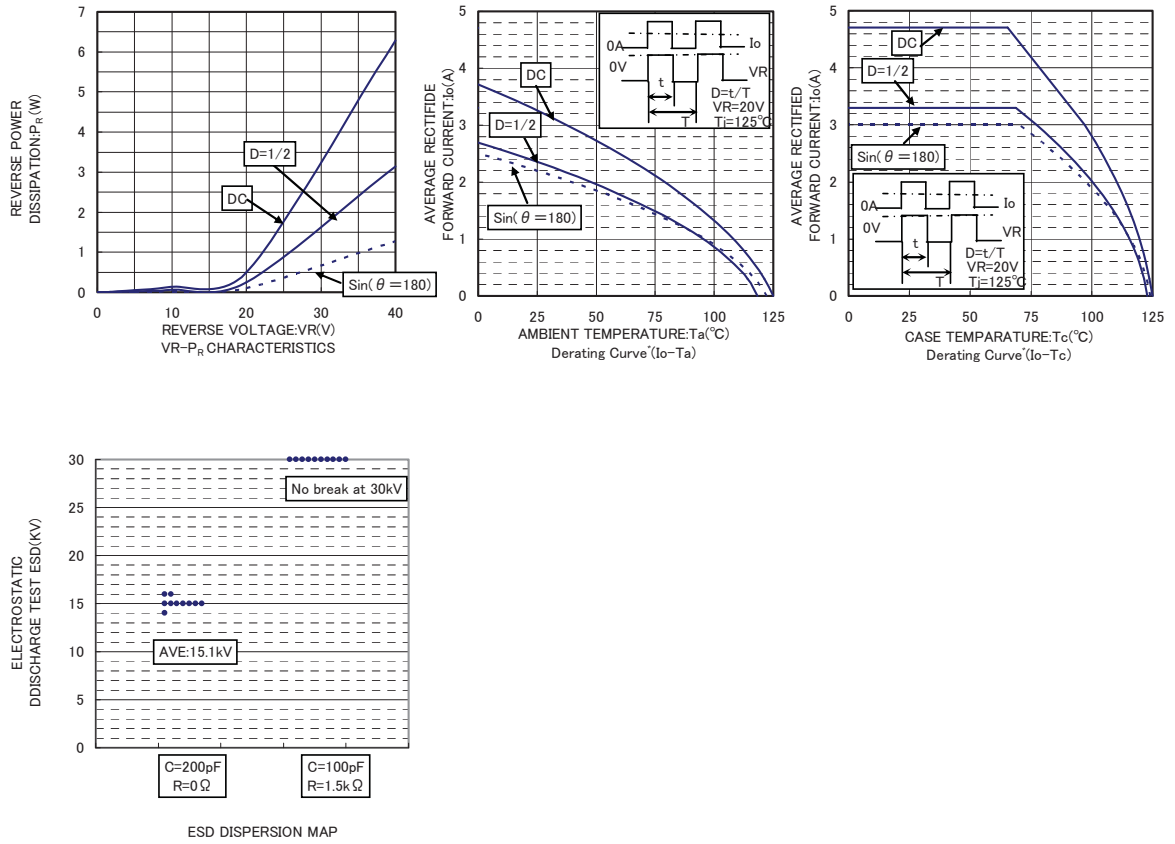 REVERSE POWER
DISSIPATION:PR (W)
7
6
5
4
3
2
1
0
D=1/2
DC
Sin(θ=180)
0
10
20
30
40
REVERSE VOLTAGE:VR(V)
VR-PR CHARACTERISTICS
AVERAGE RECTIFIDE
FORWARD CURRENT:Io(A)
5
4
3
2
1
0
DC
D=1/2
Sin(θ=180)
0A
0V
Io
VR
t
T
D=t/T
VR=20V
Tj=125℃
0
25
50
75
100
125
AMBIENT TEMPERATURE:Ta(℃)
Derating Curve*(Io-Ta)
AVERAGE RECTIFIED
FORWARD CURRENT:Io(A)
5
4
3
2
1
0
DC
D=1/2
Sin(θ=180)
0A
0V
Io
VR
t
T
D=t/T
VR=20V
Tj=125℃
0
25
50
75
100
125
CASE TEMPARATURE:Tc(℃)
Derating Curve*(Io-Tc)
ELECTROSTATIC
DDISCHARGE TEST ESD(KV)
30
25
20
15
10
5
0
No break at 30kV
AVE:15.1kV
C=200pF
R=0Ω
C=100pF
R=1.5kΩ
ESD DISPERSION MAP